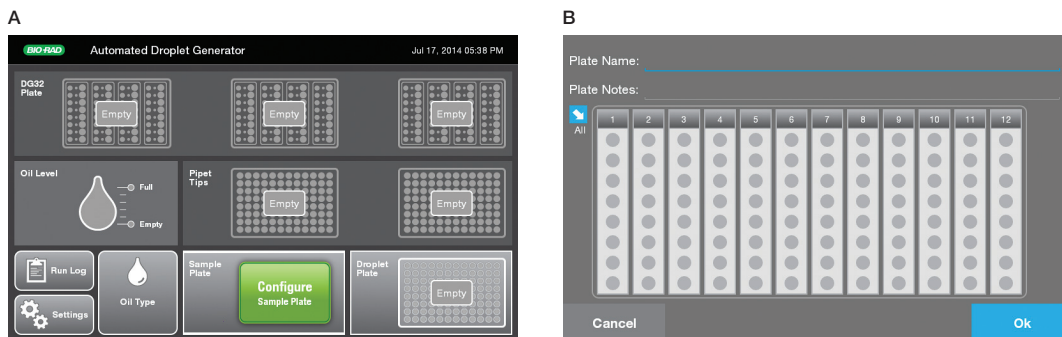 A
BIO-RAD Automated Droplet Generator Jul 17, 2014 05:38 PM
DG32
Plate
Empty Empty Empty
Oil Level
Full
Empty
Pipet
Tips
Empty Empty
Run Log
Settings
Oil Type
Sample
Plate
Configure
Sample Plate
Droplet
Plate
Empty
B
Plate Name:
Plate Notes:
All
1 2 3 4 5 6 7 8 9 10 11 12
Cancel Ok